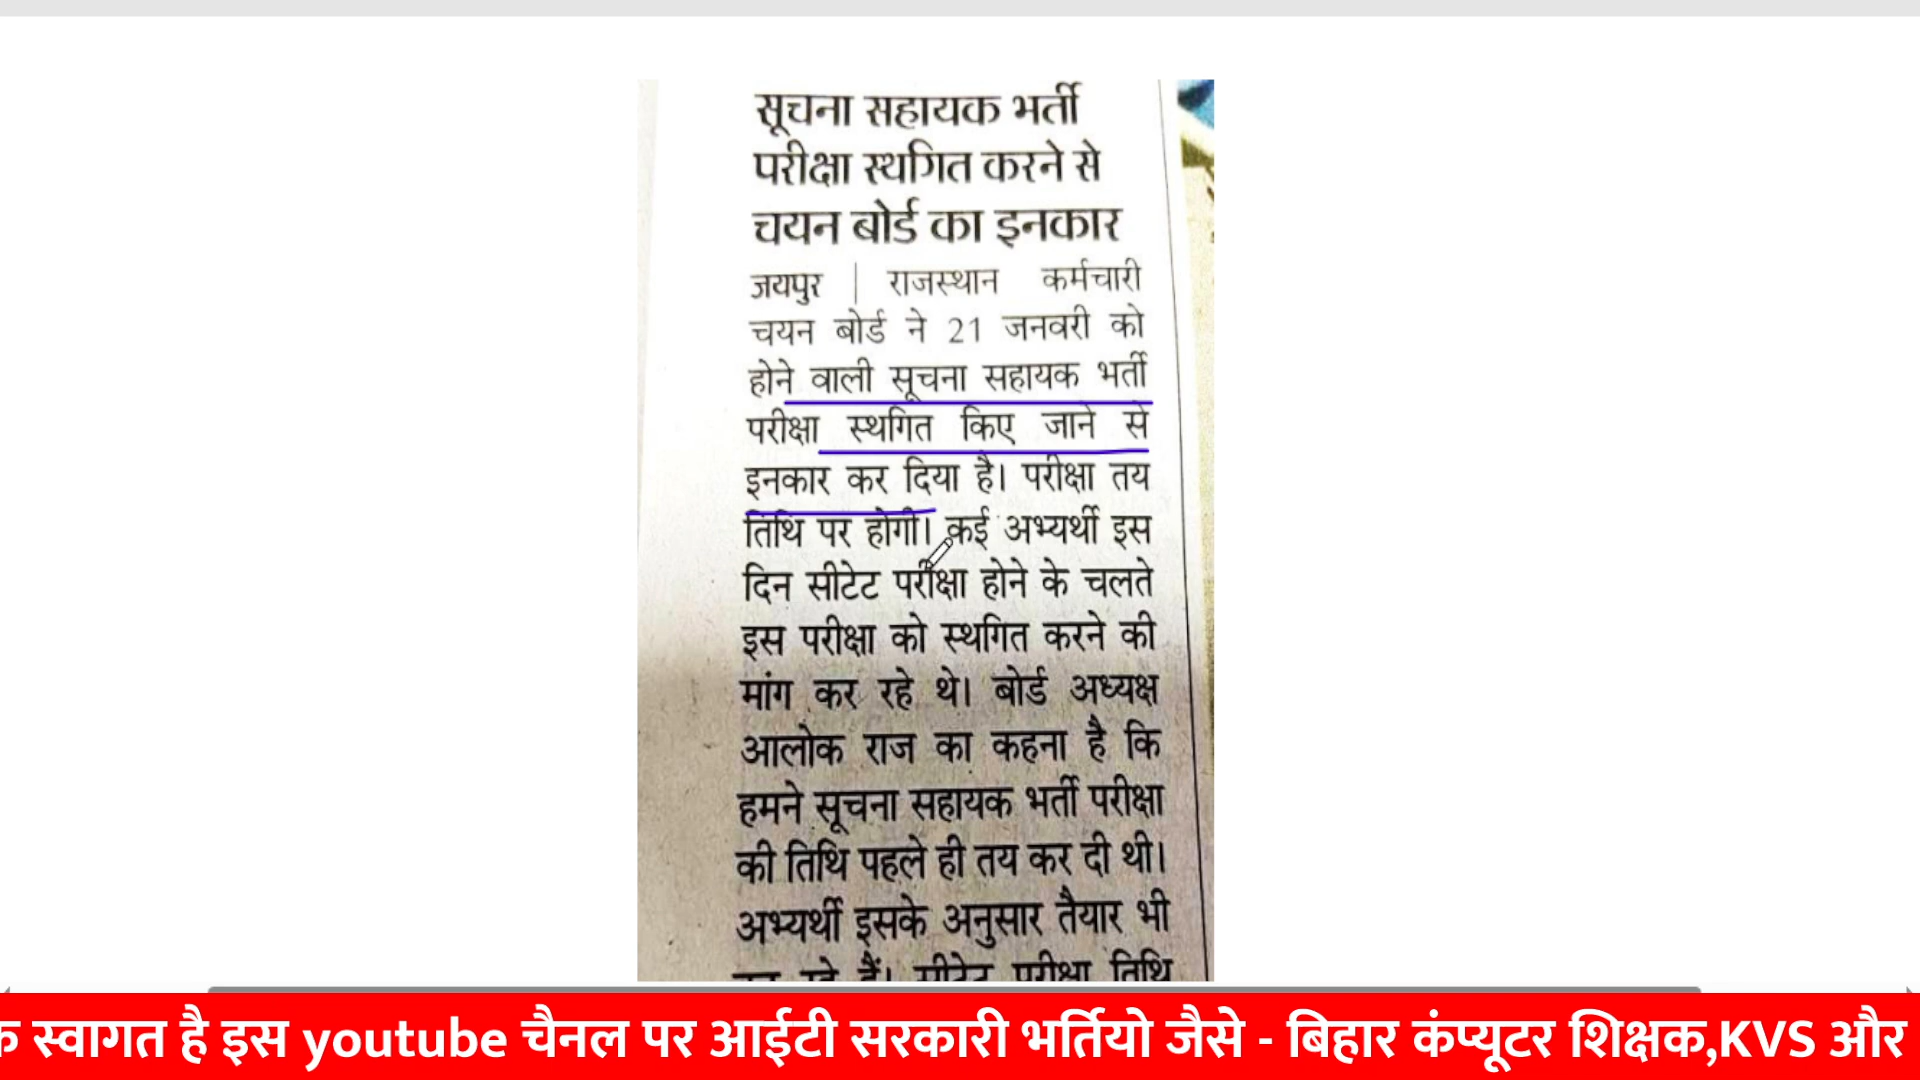 सूचना सहायक भर्ती
परीक्षा स्थगित करने से
चयन बोर्ड का इनकार
जयपुर | राजस्थान कर्मचारी
चयन बोर्ड ने 21 जनवरी को
होने वाली सूचना सहायक भर्ती
परीक्षा स्थगित किए जाने से
इनकार कर दिया है। परीक्षा तय
तिथि पर होगी। कई अभ्यर्थी इस
दिन सीटेट परीक्षा होने के चलते
इस परीक्षा को स्थगित करने की
मांग कर रहे थे। बोर्ड अध्यक्ष
आलोक राज का कहना है कि
हमने सूचना सहायक भर्ती परीक्षा
की तिथि पहले ही तय कर दी थी।
अभ्यर्थी इसके अनुसार तैयार भी
रहे हैं। सीटेट परीक्षा तिथि
स्वागत है इस youtube चैनल पर आईटी सरकारी भर्तियो जैसे - बिहार कंप्यूटर शिक्षक,KVS और